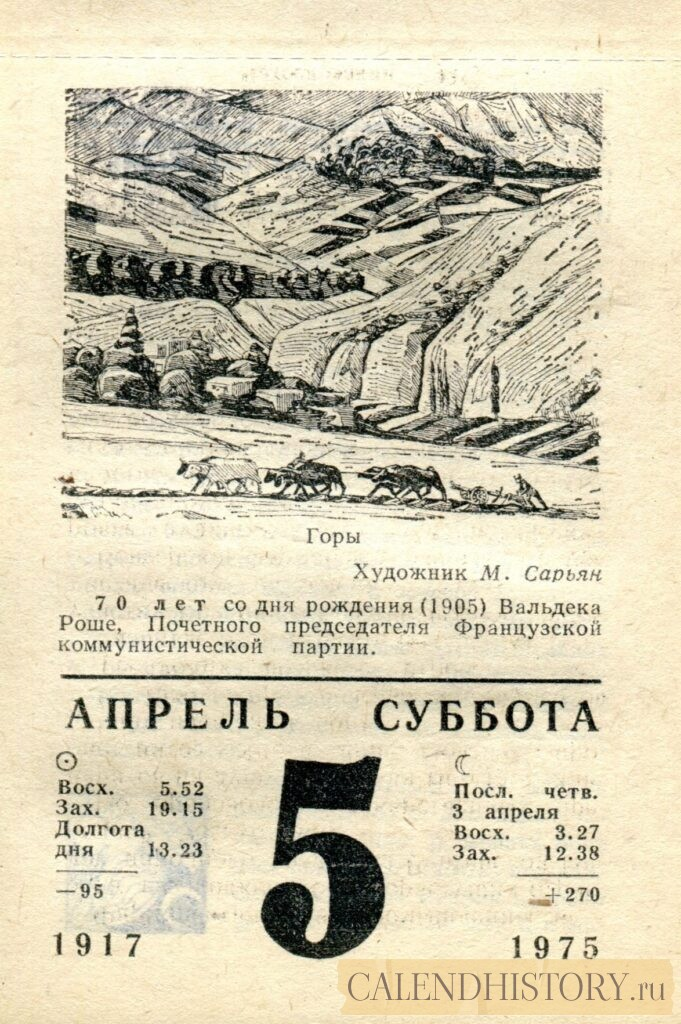 Горы
Художник М. Сарьян
70 лет со дня рождения (1905) Вальдека
Роше, Почетного председателя Французской
коммунистической партии.
АПРЕЛЬ СУББОТА
Восх. 5.52
Зах. 19.15
Долгота
дня 13.23
—95
1917
5
Посл. четв.
3 апреля
Восх. 3.27
Зах. 12.38
+270
1975
CALENDHISTORY.ru